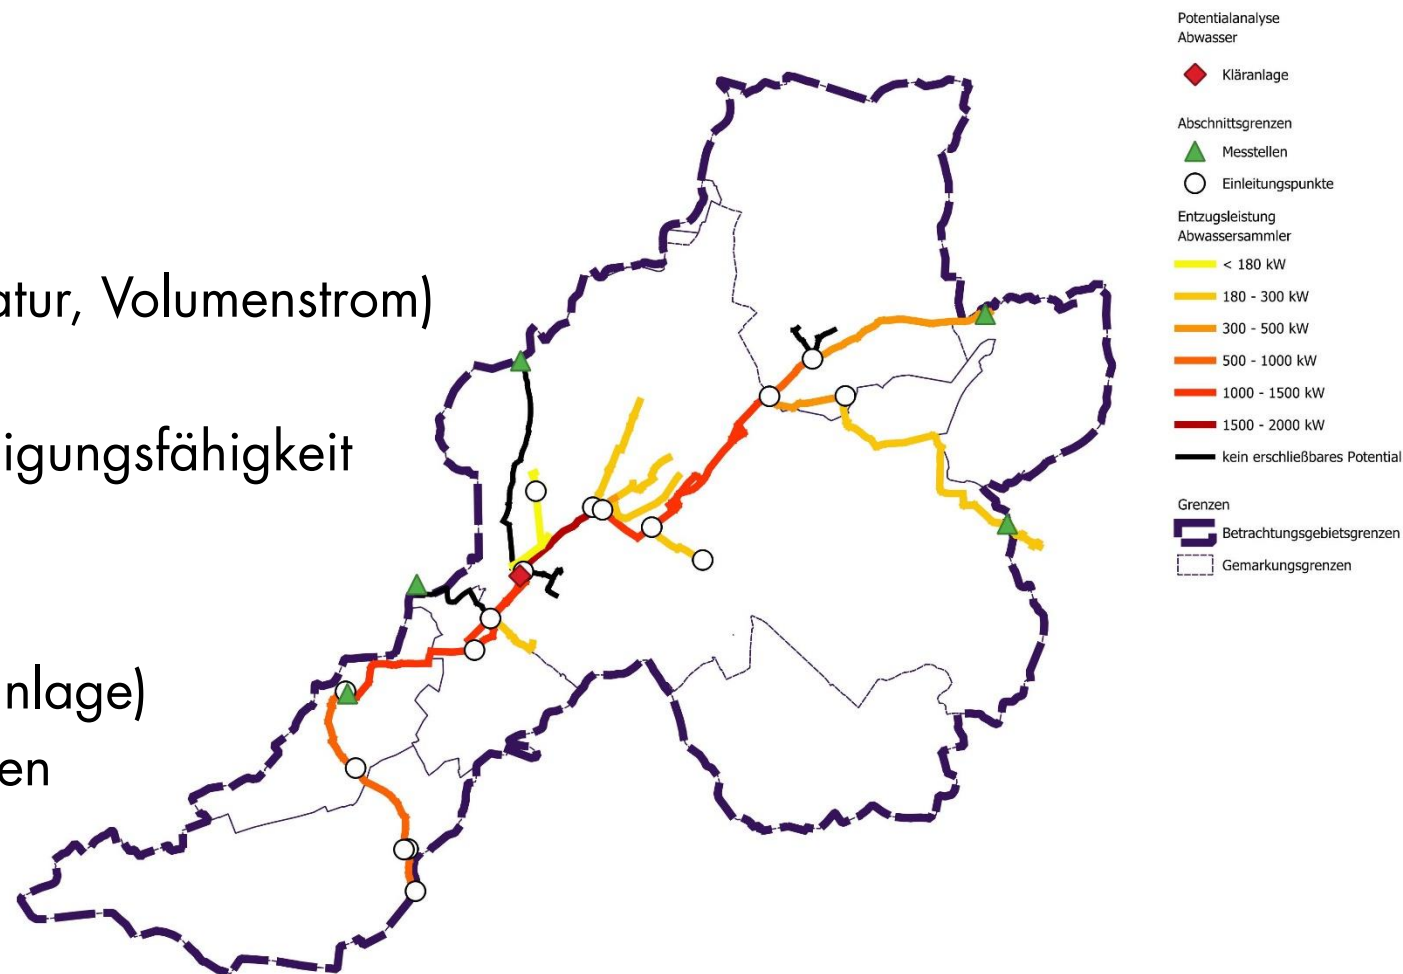 atur, Volumenstrom)
igungsfähigkeit
nlage)
en
Potentialanalyse
Abwasser
Kläranlage
Abschnittsgrenzen
Messtellen
Einleitungspunkte
Entzugsleistung
Abwassersammler
< 180 kW
180 - 300 kW
300 - 500 kW
500 - 1000 kW
1000 - 1500 kW
1500 - 2000 kW
kein erschließbares Potential
Grenzen
Betrachtungsgebietsgrenzen
Gemarkungsgrenzen